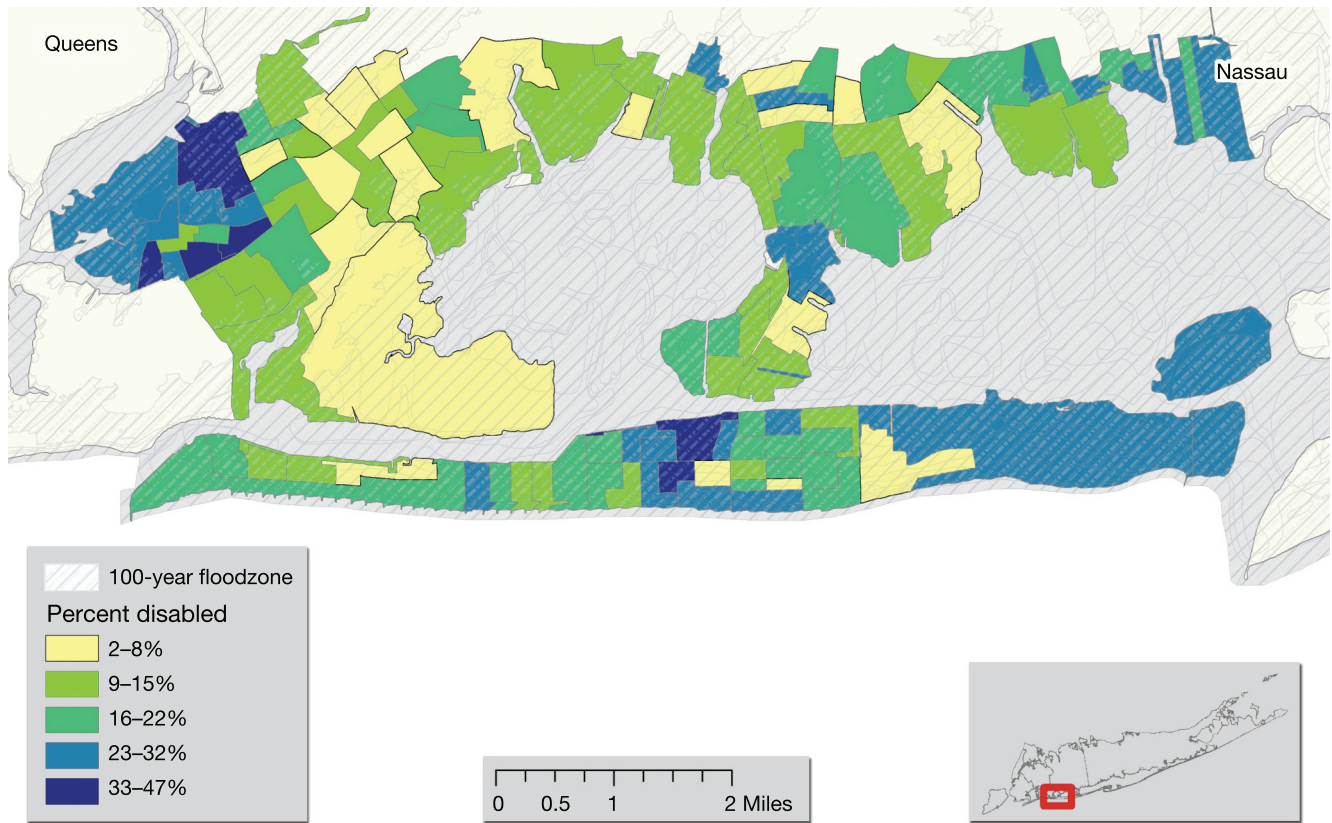 Queens
Nassau
100-year floodzone
Percent disabled
2–8%
9–15%
16–22%
23–32%
33–47%
0 0.5 1 2 Miles